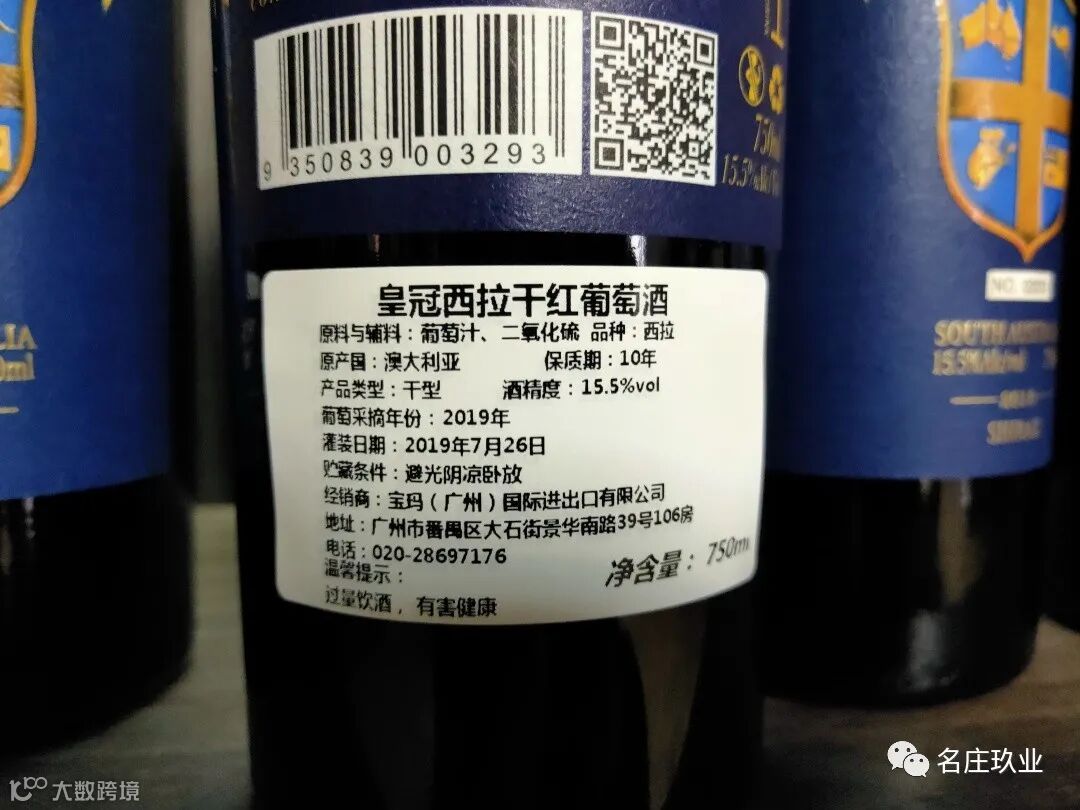 9 350839 003293
750ml
15.5%
皇冠西拉干红葡萄酒
原料与辅料：葡萄汁、二氧化硫 品种：西拉
原产国：澳大利亚 保质期：10年
产品类型：干型 酒精度：15.5%vol
葡萄采摘年份：2019年
灌装日期：2019年7月26日
贮藏条件：避光阴凉卧放
经销商：宝玛（广州）国际进出口有限公司
地址：广州市番禺区大石街景华南路39号106房
电话：020-28697176
温馨提示：
过量饮酒，有害健康
净含量：750ml
LIA
0ml
NO.
SOUTH AUSTRA
15.5%Alc/vol
SHIRAZ
名庄玖业
大数跨境